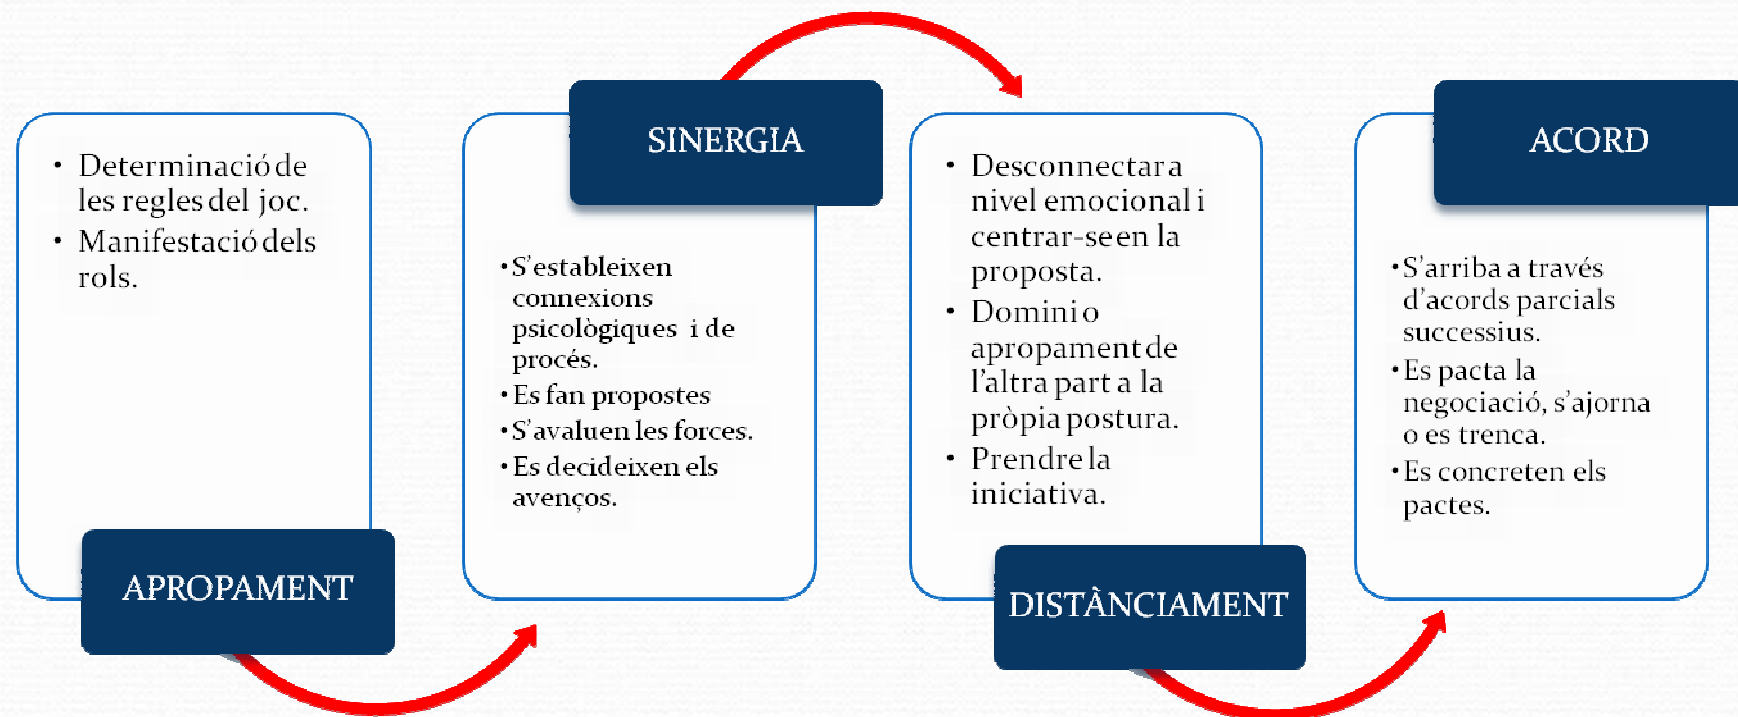 • Determinació de
les regles del joc.
• Manifestació dels
rols.
APROPAMENT
SINERGIA
•S’estableixen
connexions
psicològiques i de
procés.
•Es fan propostes
•S’avaluen les forces.
•Es decideixen els
avenços.
• Desconnectar a
nivell emocional i
centrar-se en la
proposta.
• Domini o
apropament de
l’altra part a la
pròpia postura.
• Prendre la
iniciativa.
DISTÀNCIAMENT
ACORD
•S’arriba a través
d’acords parcials
successius.
•Es pacta la
negociació, s’ajorna
o es trenca.
•Es concreten els
pactes.